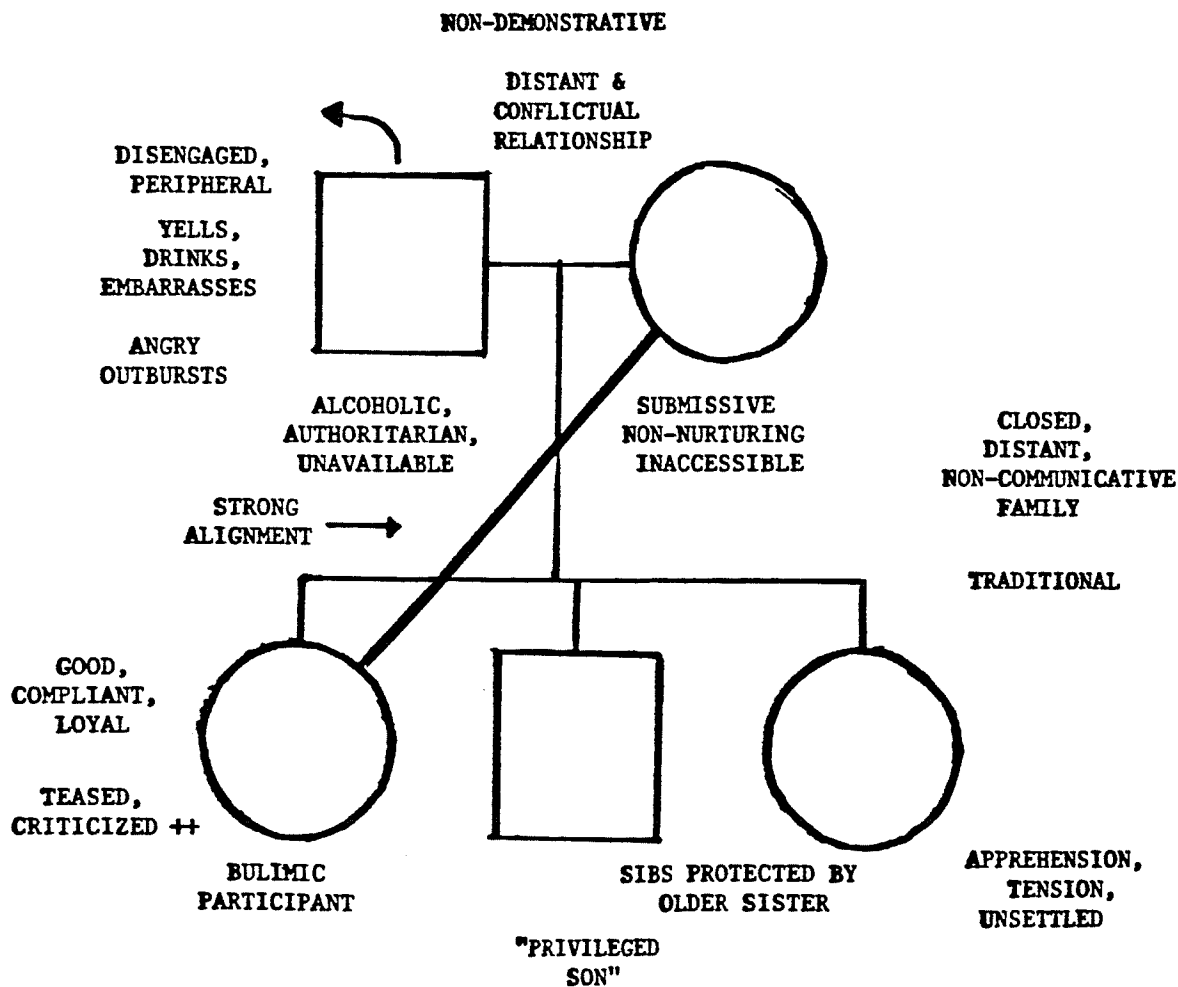 NON-DEMONSTRATIVE
DISTANT &
CONFLICTUAL
RELATIONSHIP
DISENGAGED,
PERIPHERAL
YELLS,
DRINKS,
EMBARRASSES
ANGRY
OUTBURSTS
ALCOHOLIC,
AUTHORITARIAN,
UNAVAILABLE
SUBMISSIVE
NON-NURTURING
INACCESSIBLE
CLOSED,
DISTANT,
NON-COMMUNICATIVE
FAMILY
STRONG
ALIGNMENT
TRADITIONAL
GOOD,
COMPLIANT,
LOYAL
TEASED,
CRITICIZED ++
BULIMIC
PARTICIPANT
SIBS PROTECTED BY
OLDER SISTER
APPREHENSION,
TENSION,
UNSETTLED
"PRIVILEGED
SON"